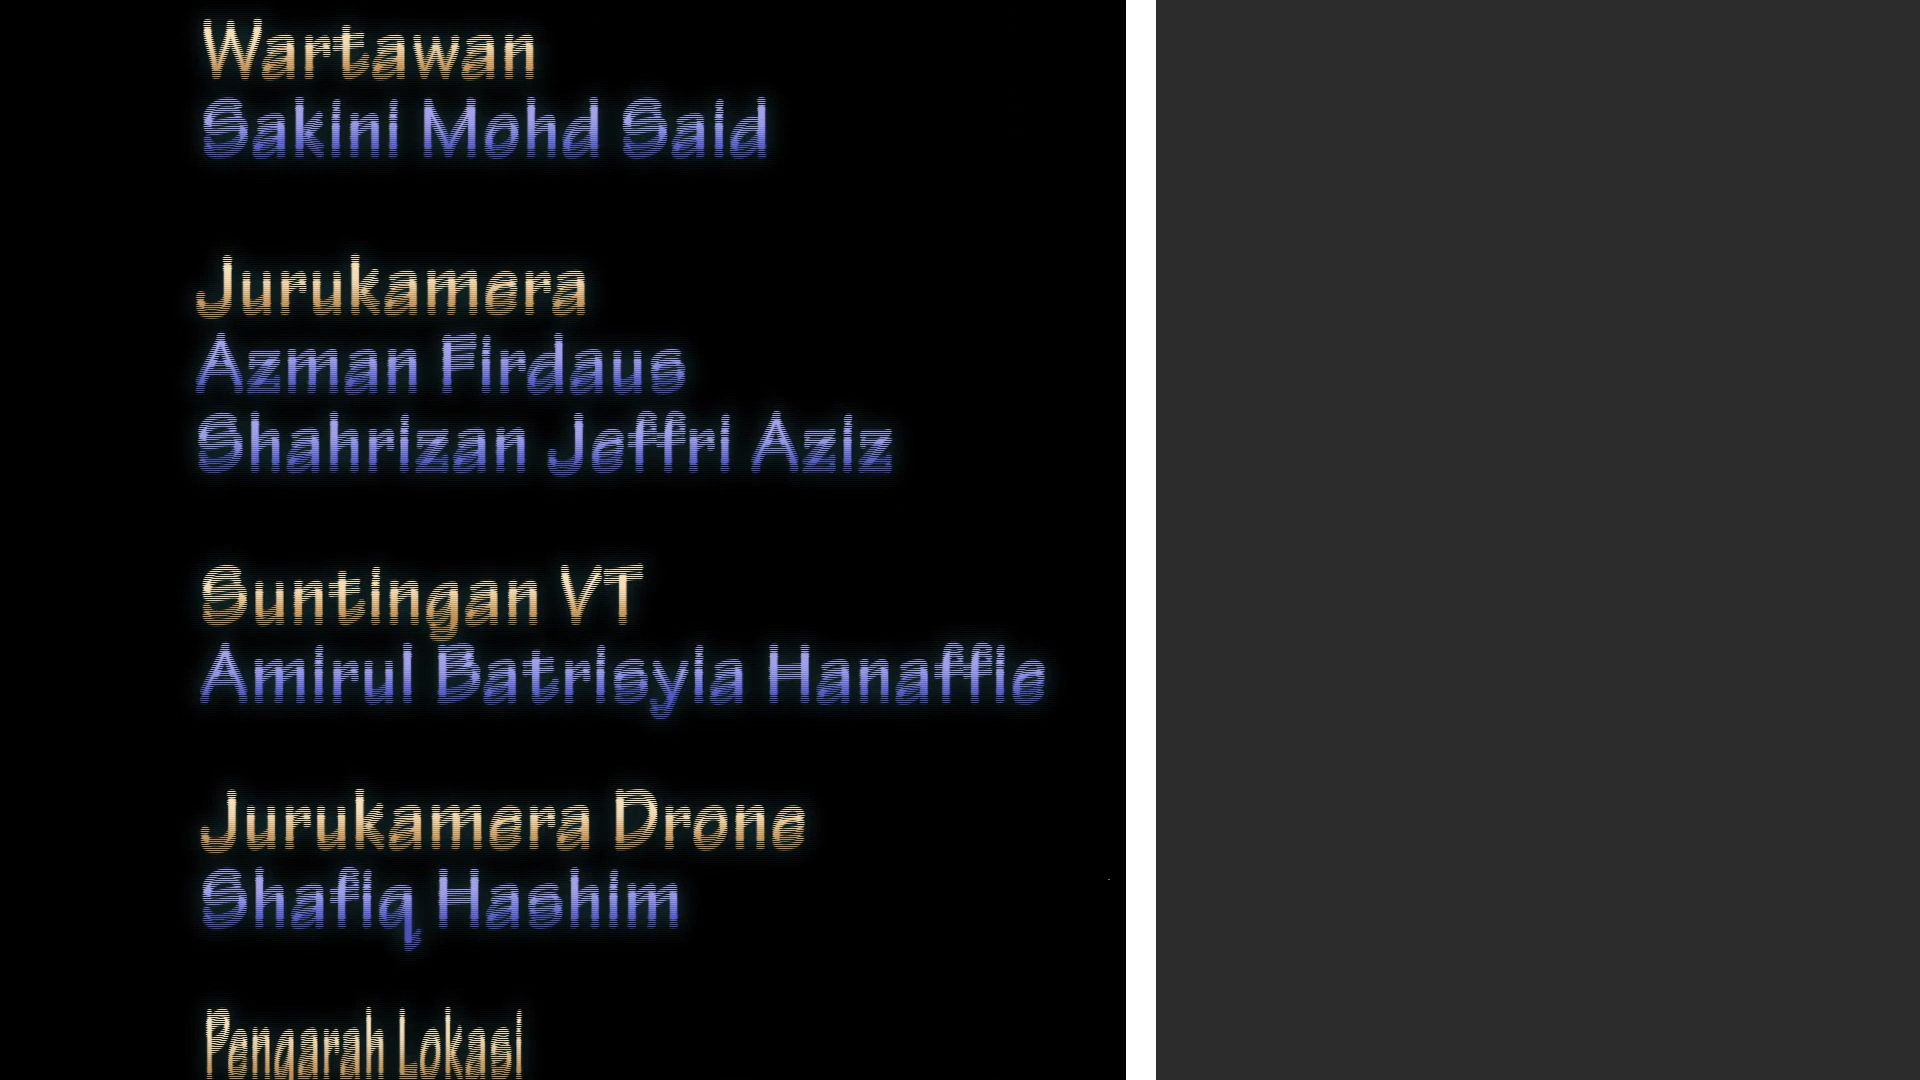 Wartawan
Sakini Mohd Said
Jurukamera
Azman Firdaus
Shahrizan Jeffri Aziz
Suntingan VT
Amirul Batrisyia Hanaffie
Jurukamera Drone
Shafiq Hashim
Pengarah Lokasi